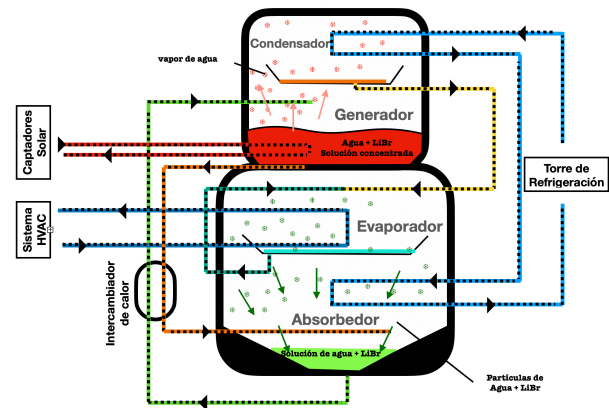 Condensador
vapor de agua
Generador
Captadores
Solar
Agua + LiBr
Solución concentrada
Torre de
Refrigeración
Sistema
HVAC
Evaporador
Intercambiador
de calor
Absorbedor
Solución de agua + LiBr
Partículas de
Agua + LiBr